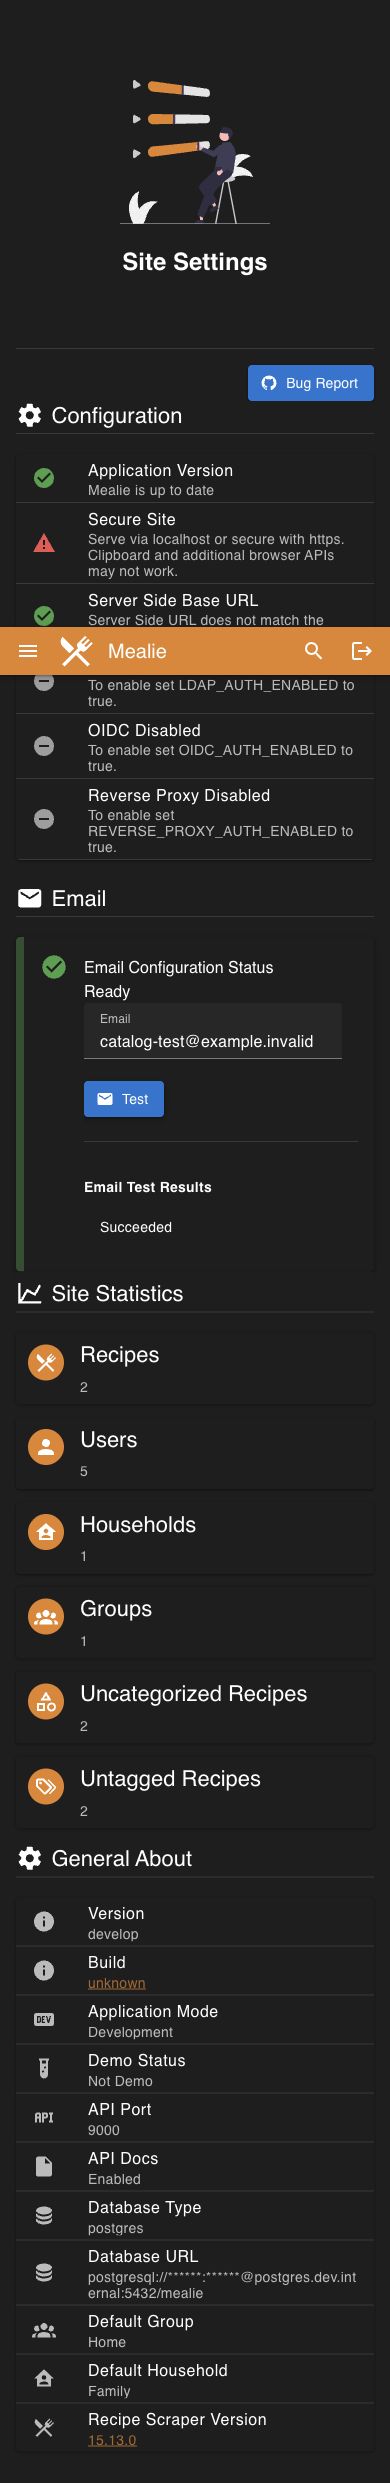 Site Settings
Bug Report
Configuration
Application Version
Mealie is up to date
Secure Site
Serve via localhost or secure with https.
Clipboard and additional browser APIs
may not work.
Server Side Base URL
Server Side URL does not match the
Mealie
To enable set LDAP_AUTH_ENABLED to
true.
OIDC Disabled
To enable set OIDC_AUTH_ENABLED to
true.
Reverse Proxy Disabled
To enable set
REVERSE_PROXY_AUTH_ENABLED to
true.
Email
Email Configuration Status
Ready
Email
catalog-test@example.invalid
Test
Email Test Results
Succeeded
Site Statistics
Recipes
2
Users
5
Households
1
Groups
1
Uncategorized Recipes
2
Untagged Recipes
2
General About
Version
develop
Build
unknown
DEV
Application Mode
Development
Demo Status
Not Demo
API
API Port
9000
API Docs
Enabled
Database Type
postgres
Database URL
postgresql://******:******@postgres.dev.int
ernal:5432/mealie
Default Group
Home
Default Household
Family
Recipe Scraper Version
15.13.0